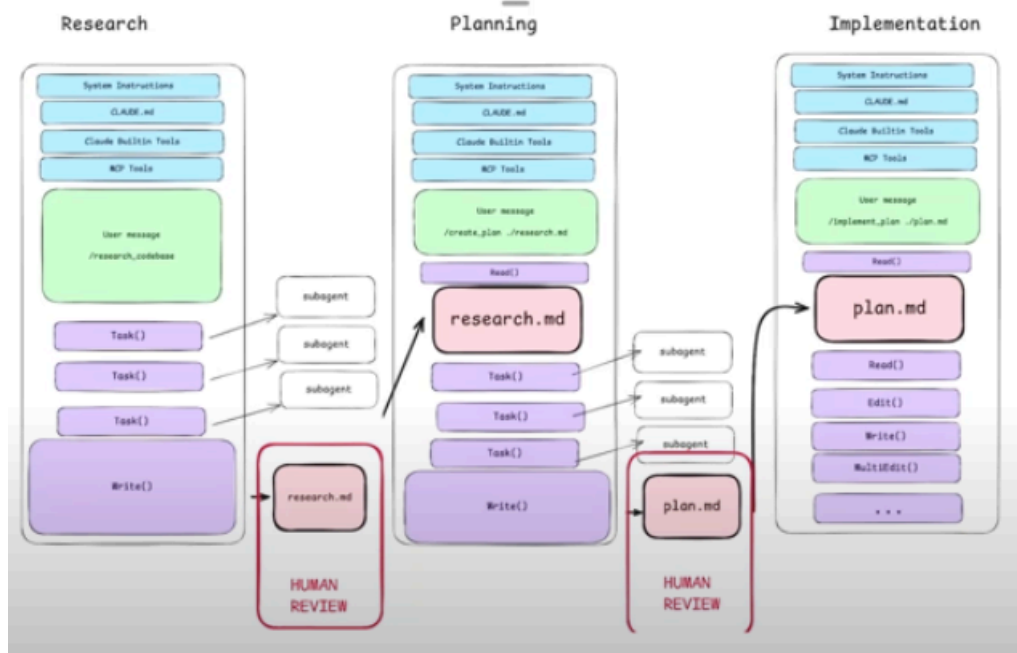 Research
System Instructions
CLAUDE.md
Claude Builtin Tools
MCP Tools
User message
/research_codebase
Task()
Task()
Task()
Write()
subagent
subagent
subagent
research.md
HUMAN
REVIEW
Planning
System Instructions
CLAUDE.md
Claude Builtin Tools
MCP Tools
User message
/create_plan ./research.md
Read()
research.md
Task()
Task()
Task()
Write()
subagent
subagent
subagent
plan.md
HUMAN
REVIEW
Implementation
System Instructions
CLAUDE.md
Claude Builtin Tools
MCP Tools
User message
/implement_plan ./plan.md
Read()
plan.md
Read()
Edit()
Write()
MultiEdit()
...